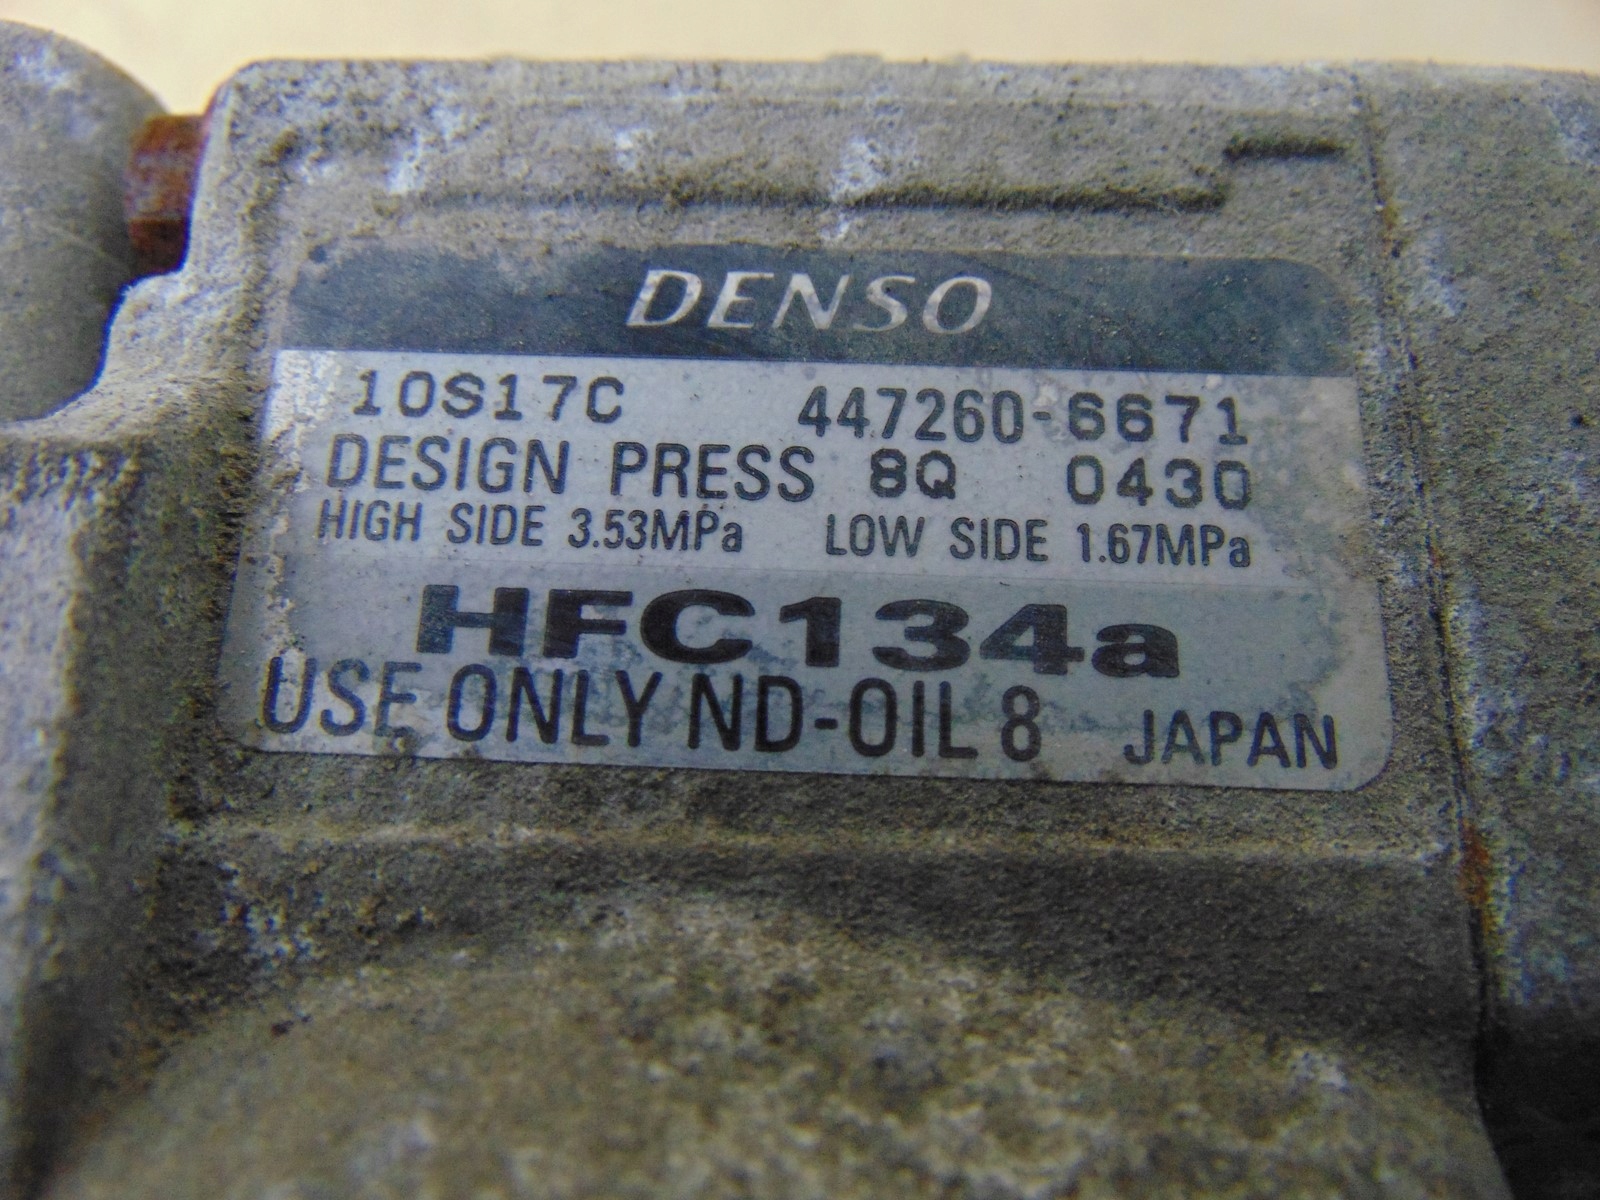 DENSO
10S17C 447260-6671
DESIGN PRESS 8Q 0430
HIGH SIDE 3.53MPa LOW SIDE 1.67MPa
HFC134a
USE ONLY ND-OIL 8 JAPAN